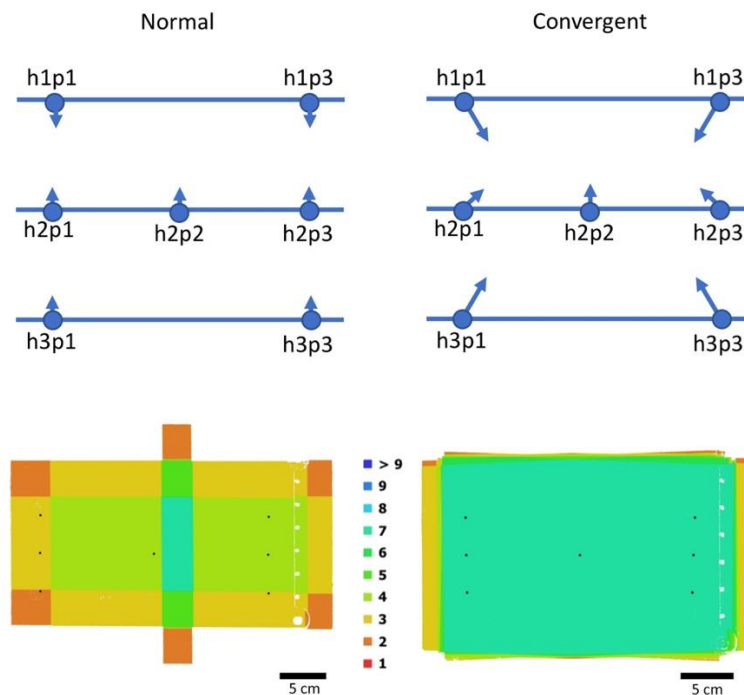 Normal
Convergent
h1p1
h1p3
h1p1
h1p3
h2p1
h2p2
h2p3
h2p1
h2p2
h2p3
h3p1
h3p3
h3p1
h3p3
> 9
9
8
7
6
5
4
3
2
1
5 cm
5 cm